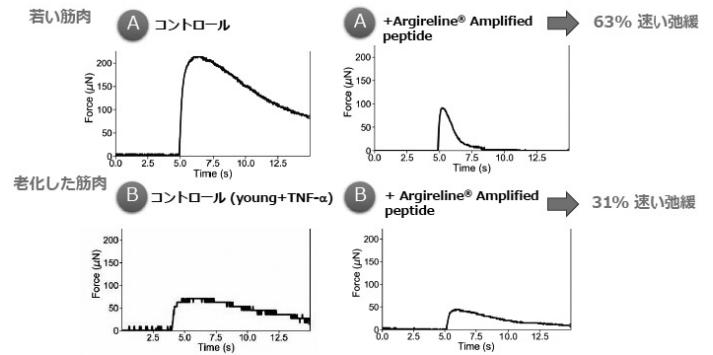 若い筋肉
A コントロール
A +Argireline® Amplified
peptide
63% 速い弛緩
Force (μN)
200
150
100
50
0
0.0 2.5 5.0 7.5 10.0 12.5
Time (s)
Force (μN)
200
150
100
50
0
0.0 2.5 5.0 7.5 10.0 12.5
Time (s)
老化した筋肉
B コントロール (young+TNF-α)
B + Argireline® Amplified
peptide
31% 速い弛緩
Force (μN)
200
150
100
50
0
0.0 2.5 5.0 7.5 10.0 12.5
Time (s)
Force (μN)
200
150
100
50
0
0.0 2.5 5.0 7.5 10.0 12.5
Time (s)